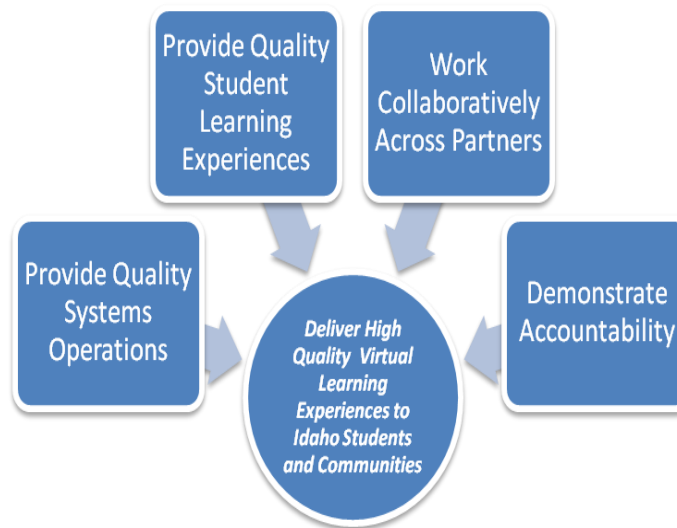 Provide Quality
Student
Learning
Experiences
Work
Collaboratively
Across Partners
Provide Quality
Systems
Operations
Demonstrate
Accountability
Deliver High
Quality Virtual
Learning
Experiences to
Idaho Students
and Communities